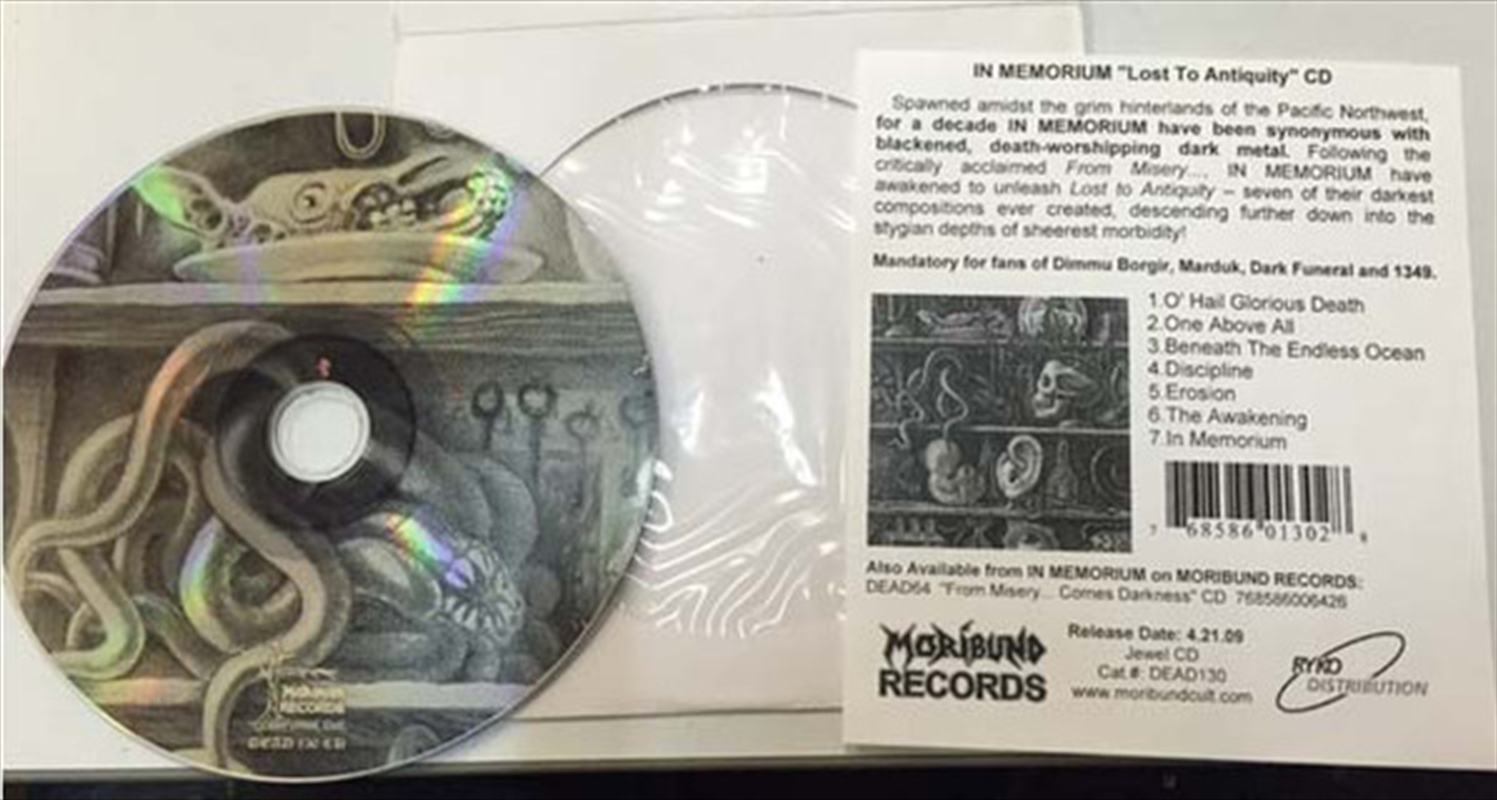 IN MEMORIUM "Lost To Antiquity" CD
Spawned amidst the grim hinterlands of the Pacific Northwest,
for a decade IN MEMORIUM have been synonymous with
blackened, death-worshipping dark metal. Following the
critically acclaimed From Misery..., IN MEMORIUM have
awakened to unleash Lost to Antiquity – seven of their darkest
compositions ever created, descending further down into the
stygian depths of sheerest morbidity!
Mandatory for fans of Dimmu Borgir, Marduk, Dark Funeral and 1349.
1.O' Hail Glorious Death
2.One Above All
3.Beneath The Endless Ocean
4.Discipline
5.Erosion
6.The Awakening
7.In Memorium
7 68586 01302 8
Also Available from IN MEMORIUM on MORIBUND RECORDS:
DEAD64 "From Misery... Comes Darkness" CD 768586006426
MORIBUND
RECORDS
Release Date: 4.21.09
Jewel CD
Cat #: DEAD130
www.moribundcult.com
RYKO
DISTRIBUTION
MORIBUND
RECORDS